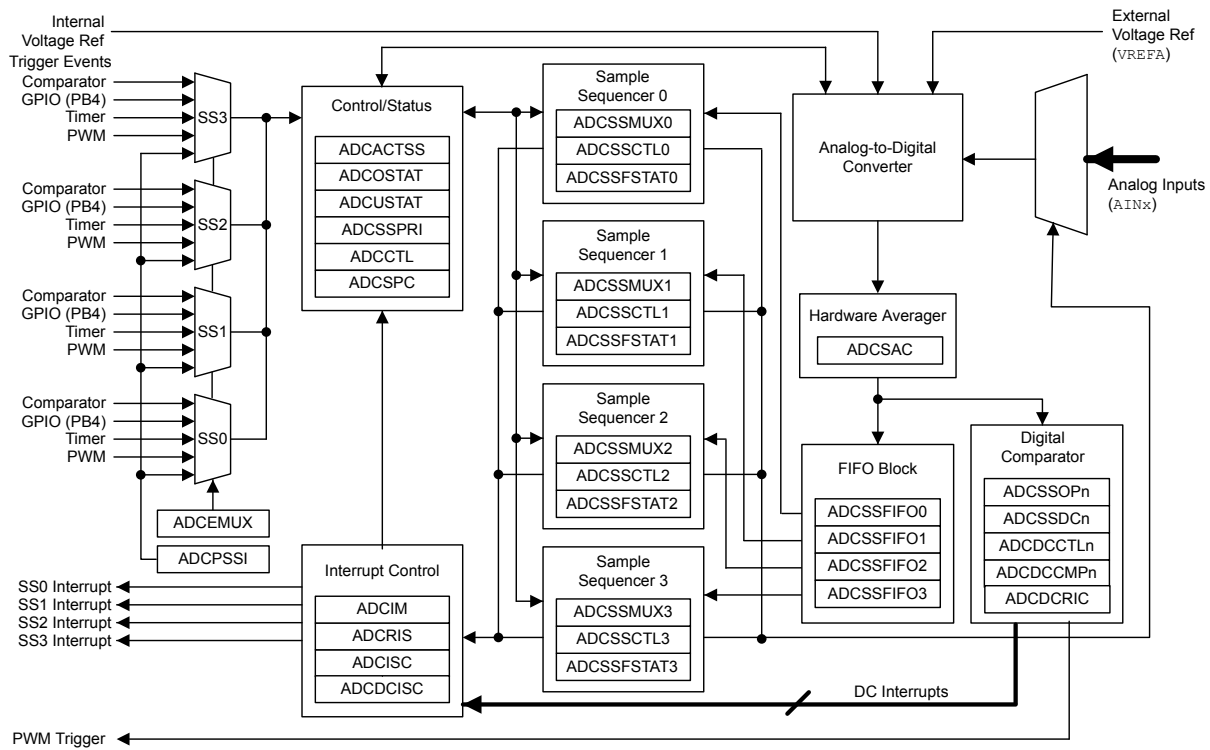 Internal
Voltage Ref
External
Voltage Ref
(VREFA)
Trigger Events
Comparator
GPIO (PB4)
Timer
PWM
SS3
Comparator
GPIO (PB4)
Timer
PWM
SS2
Comparator
GPIO (PB4)
Timer
PWM
SS1
Comparator
GPIO (PB4)
Timer
PWM
SS0
ADCEMUX
ADCPSSI
Control/Status
ADCACTSS
ADCOSTAT
ADCUSTAT
ADCSSPRI
ADCCTL
ADCSPC
Interrupt Control
ADCIM
ADCRIS
ADCISC
ADCDCISC
SS0 Interrupt
SS1 Interrupt
SS2 Interrupt
SS3 Interrupt
PWM Trigger
Sample
Sequencer 0
ADCSSMUX0
ADCSSCTL0
ADCSSFSTAT0
Sample
Sequencer 1
ADCSSMUX1
ADCSSCTL1
ADCSSFSTAT1
Sample
Sequencer 2
ADCSSMUX2
ADCSSCTL2
ADCSSFSTAT2
Sample
Sequencer 3
ADCSSMUX3
ADCSSCTL3
ADCSSFSTAT3
Analog-to-Digital
Converter
Analog Inputs
(AINx)
Hardware Averager
ADCSAC
FIFO Block
ADCSSFIFO0
ADCSSFIFO1
ADCSSFIFO2
ADCSSFIFO3
Digital
Comparator
ADCSSOPn
ADCSSDCn
ADCDCCTLn
ADCDCCMPn
ADCDCRIC
DC Interrupts